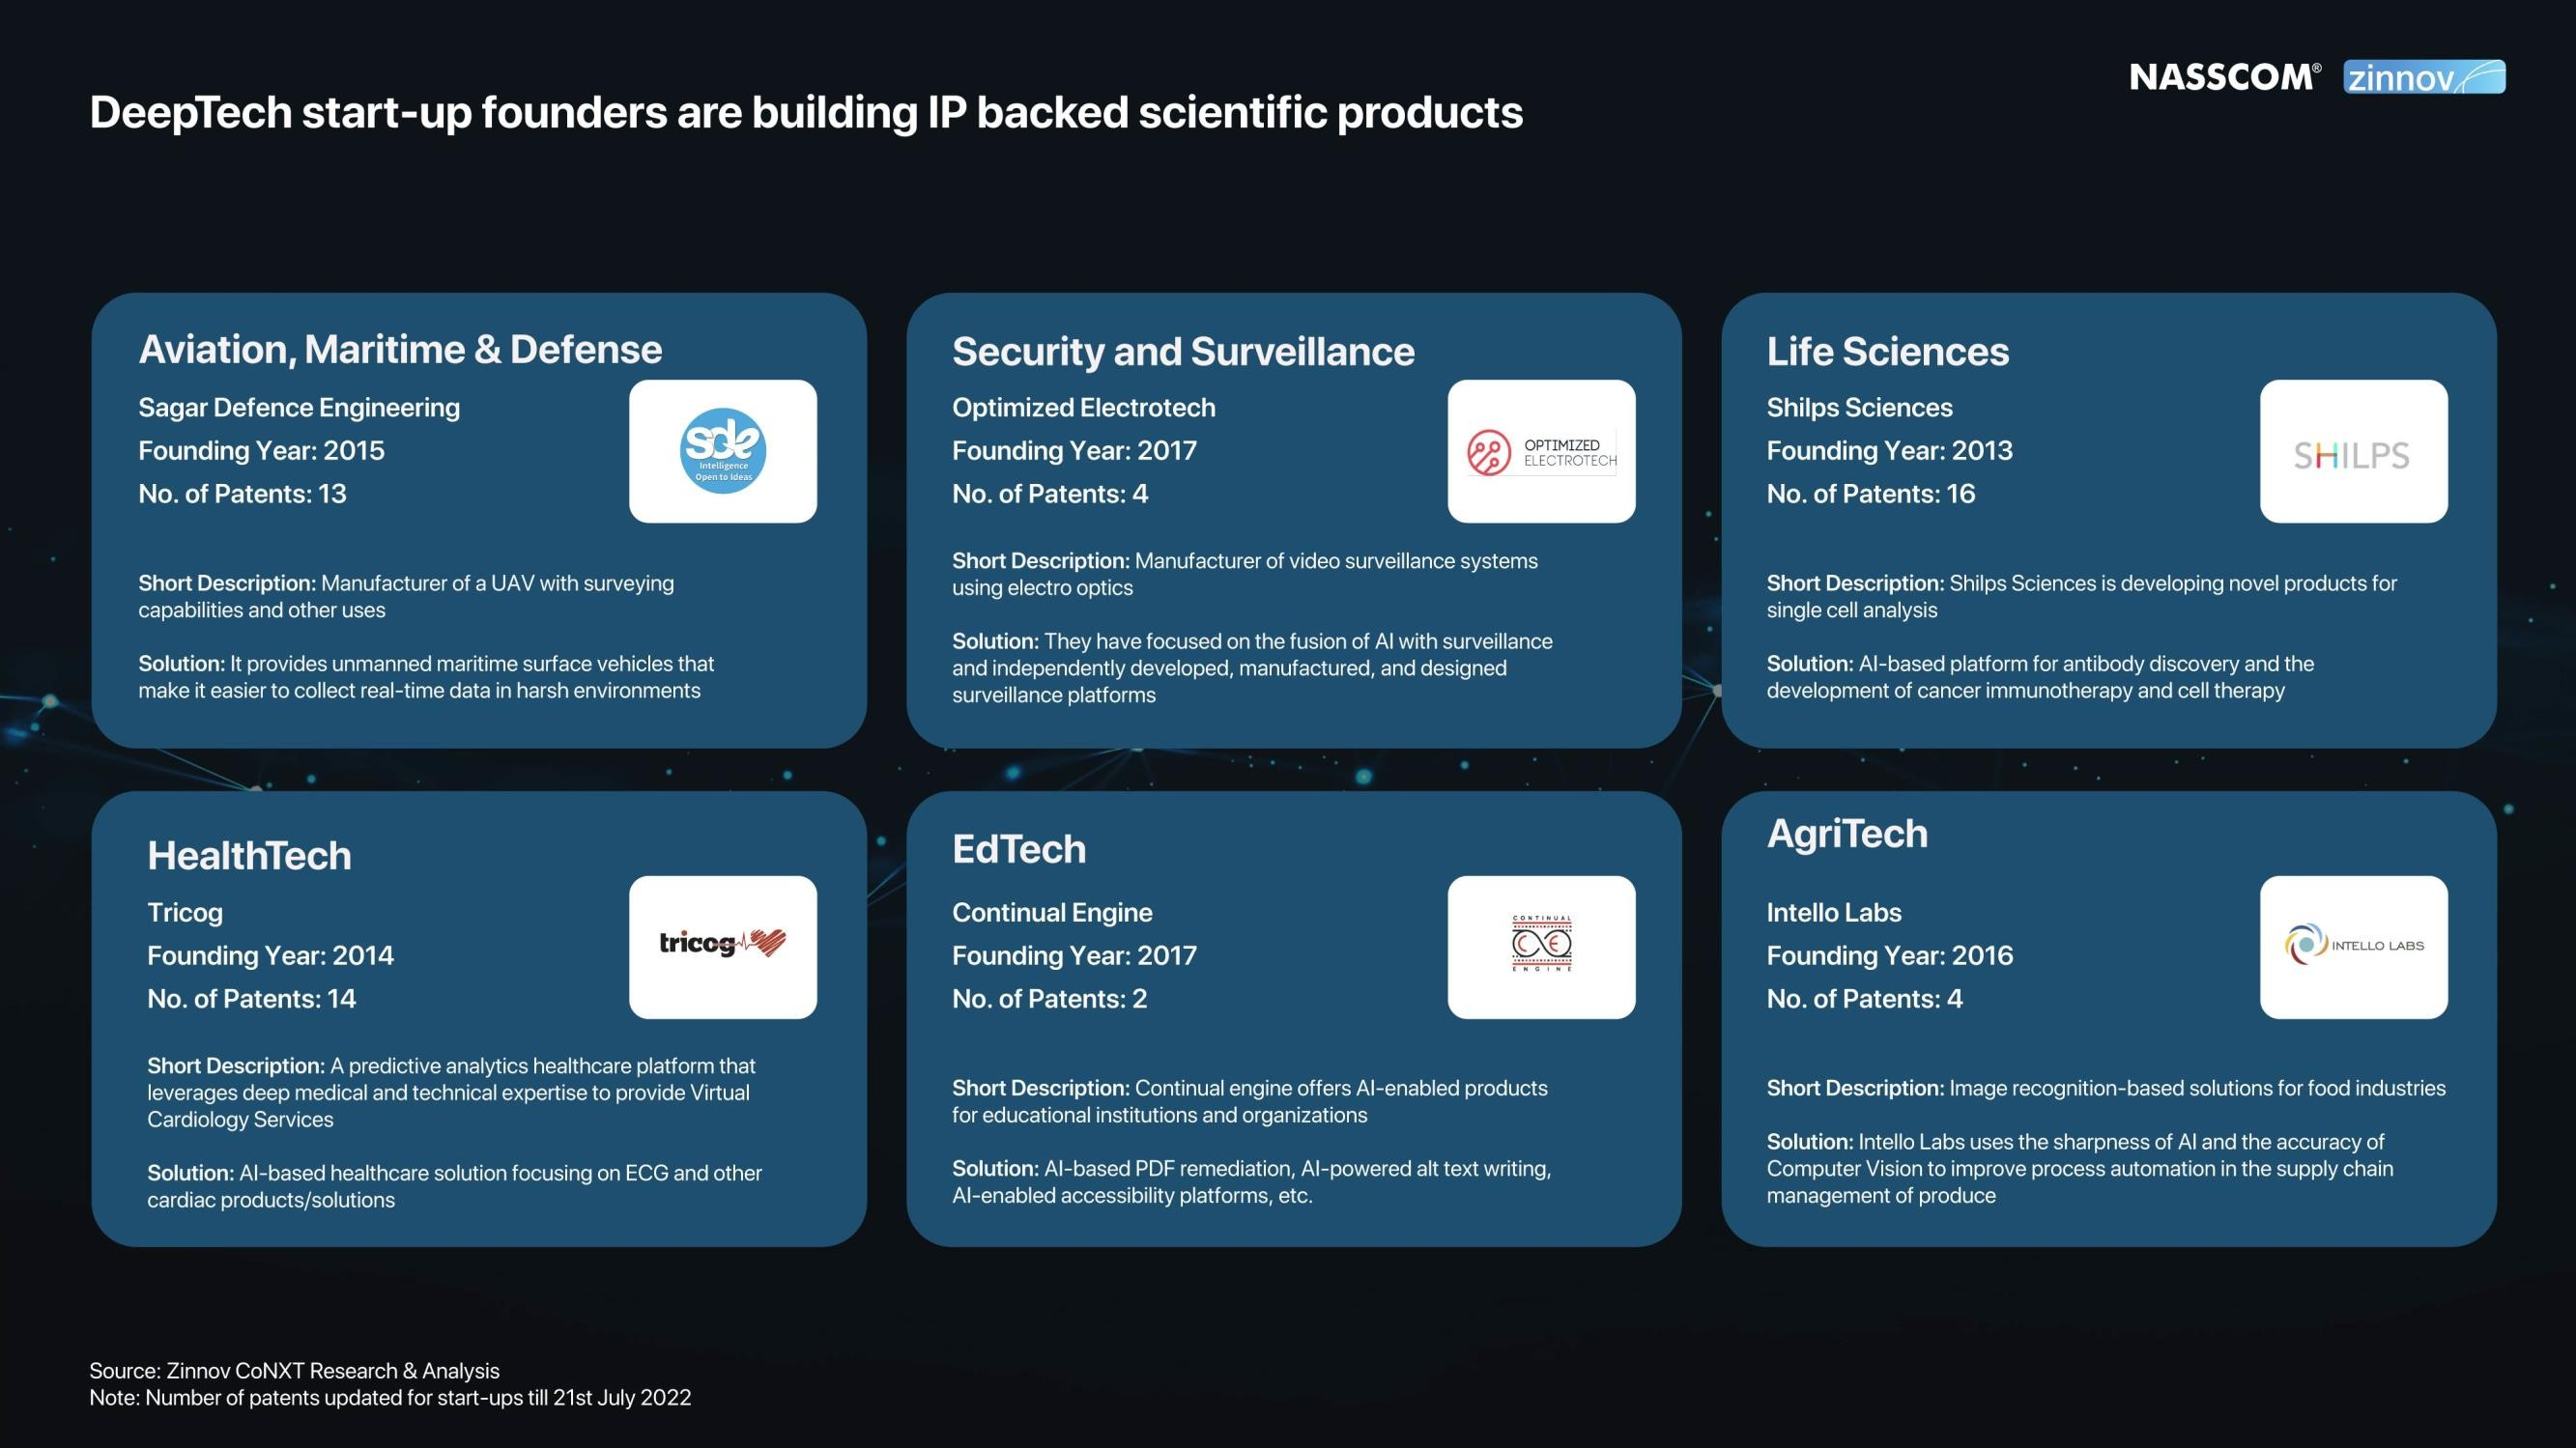 NASSCOM®
zinnov
DeepTech start-up founders are building IP backed scientific products
Aviation, Maritime & Defense
Sagar Defence Engineering
Founding Year: 2015
No. of Patents: 13
sde
Intelligence
Open to Ideas
Short Description: Manufacturer of a UAV with surveying
capabilities and other uses
Solution: It provides unmanned maritime surface vehicles that
make it easier to collect real-time data in harsh environments
Security and Surveillance
Optimized Electrotech
Founding Year: 2017
No. of Patents: 4
OPTIMIZED
ELECTROTECH
Short Description: Manufacturer of video surveillance systems
using electro optics
Solution: They have focused on the fusion of AI with surveillance
and independently developed, manufactured, and designed
surveillance platforms
Life Sciences
Shilps Sciences
Founding Year: 2013
No. of Patents: 16
SHILPS
Short Description: Shilps Sciences is developing novel products for
single cell analysis
Solution: AI-based platform for antibody discovery and the
development of cancer immunotherapy and cell therapy
HealthTech
Tricog
Founding Year: 2014
No. of Patents: 14
tricog
Short Description: A predictive analytics healthcare platform that
leverages deep medical and technical expertise to provide Virtual
Cardiology Services
Solution: AI-based healthcare solution focusing on ECG and other
cardiac products/solutions
EdTech
Continual Engine
Founding Year: 2017
No. of Patents: 2
CONTINUAL
CE
ENGINE
Short Description: Continual engine offers AI-enabled products
for educational institutions and organizations
Solution: AI-based PDF remediation, AI-powered alt text writing,
AI-enabled accessibility platforms, etc.
AgriTech
Intello Labs
Founding Year: 2016
No. of Patents: 4
INTELLO LABS
Short Description: Image recognition-based solutions for food industries
Solution: Intello Labs uses the sharpness of AI and the accuracy of
Computer Vision to improve process automation in the supply chain
management of produce
Source: Zinnov CoNXT Research & Analysis
Note: Number of patents updated for start-ups till 21st July 2022